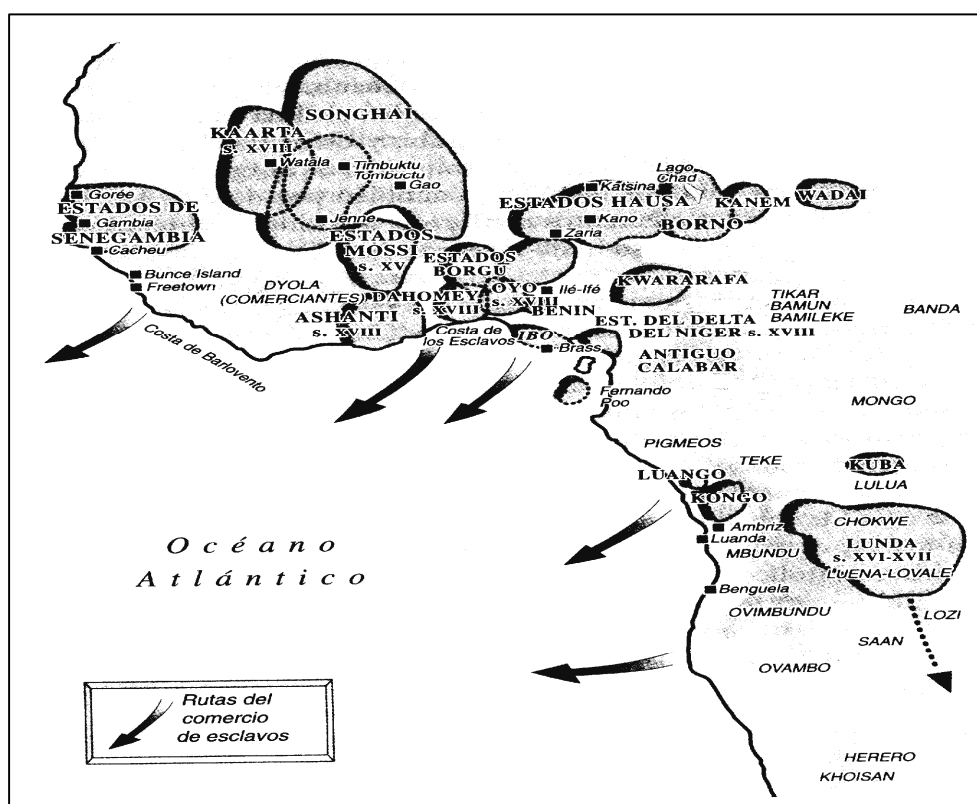 SONGHAI
KAARTA
s. XVIII
Watala
Timbuktu
Tombuctu
Gao
Jenne
Gorée
ESTADOS DE
Gambia
SENEGAMBIA
Cacheu
Bunce Island
Freetown
Costa de Barlovento
DYOLA
(COMERCIANTES)
ESTADOS
MOSSI
s. XV
ESTADOS
BORGU
DAHOMEY
s. XVIII
OYO
s. XVIII
ASHANTI
s. XVIII
Costa de
los Esclavos
Lago
Chad
Katsina
ESTADOS HAUSA
Kano
Zaria
BORNO
KANEM
WADAI
KWARARAFA
Ilé-Ifé
BENIN
IBO
Brass
EST. DEL DELTA
DEL NIGER s. XVIII
ANTIGUO
CALABAR
Fernando
Poo
TIKAR
BAMUN
BAMILEKE
BANDA
MONGO
PIGMEOS
TEKE
KUBA
LULUA
LUANGO
KONGO
Ambriz
Luanda
MBUNDU
CHOKWE
LUNDA
s. XVI-XVII
LUENA-LOVALE
Benguela
OVIMBUNDU
LOZI
SAAN
OVAMBO
HERERO
KHOISAN
Océano
Atlántico
Rutas del
comercio
de esclavos